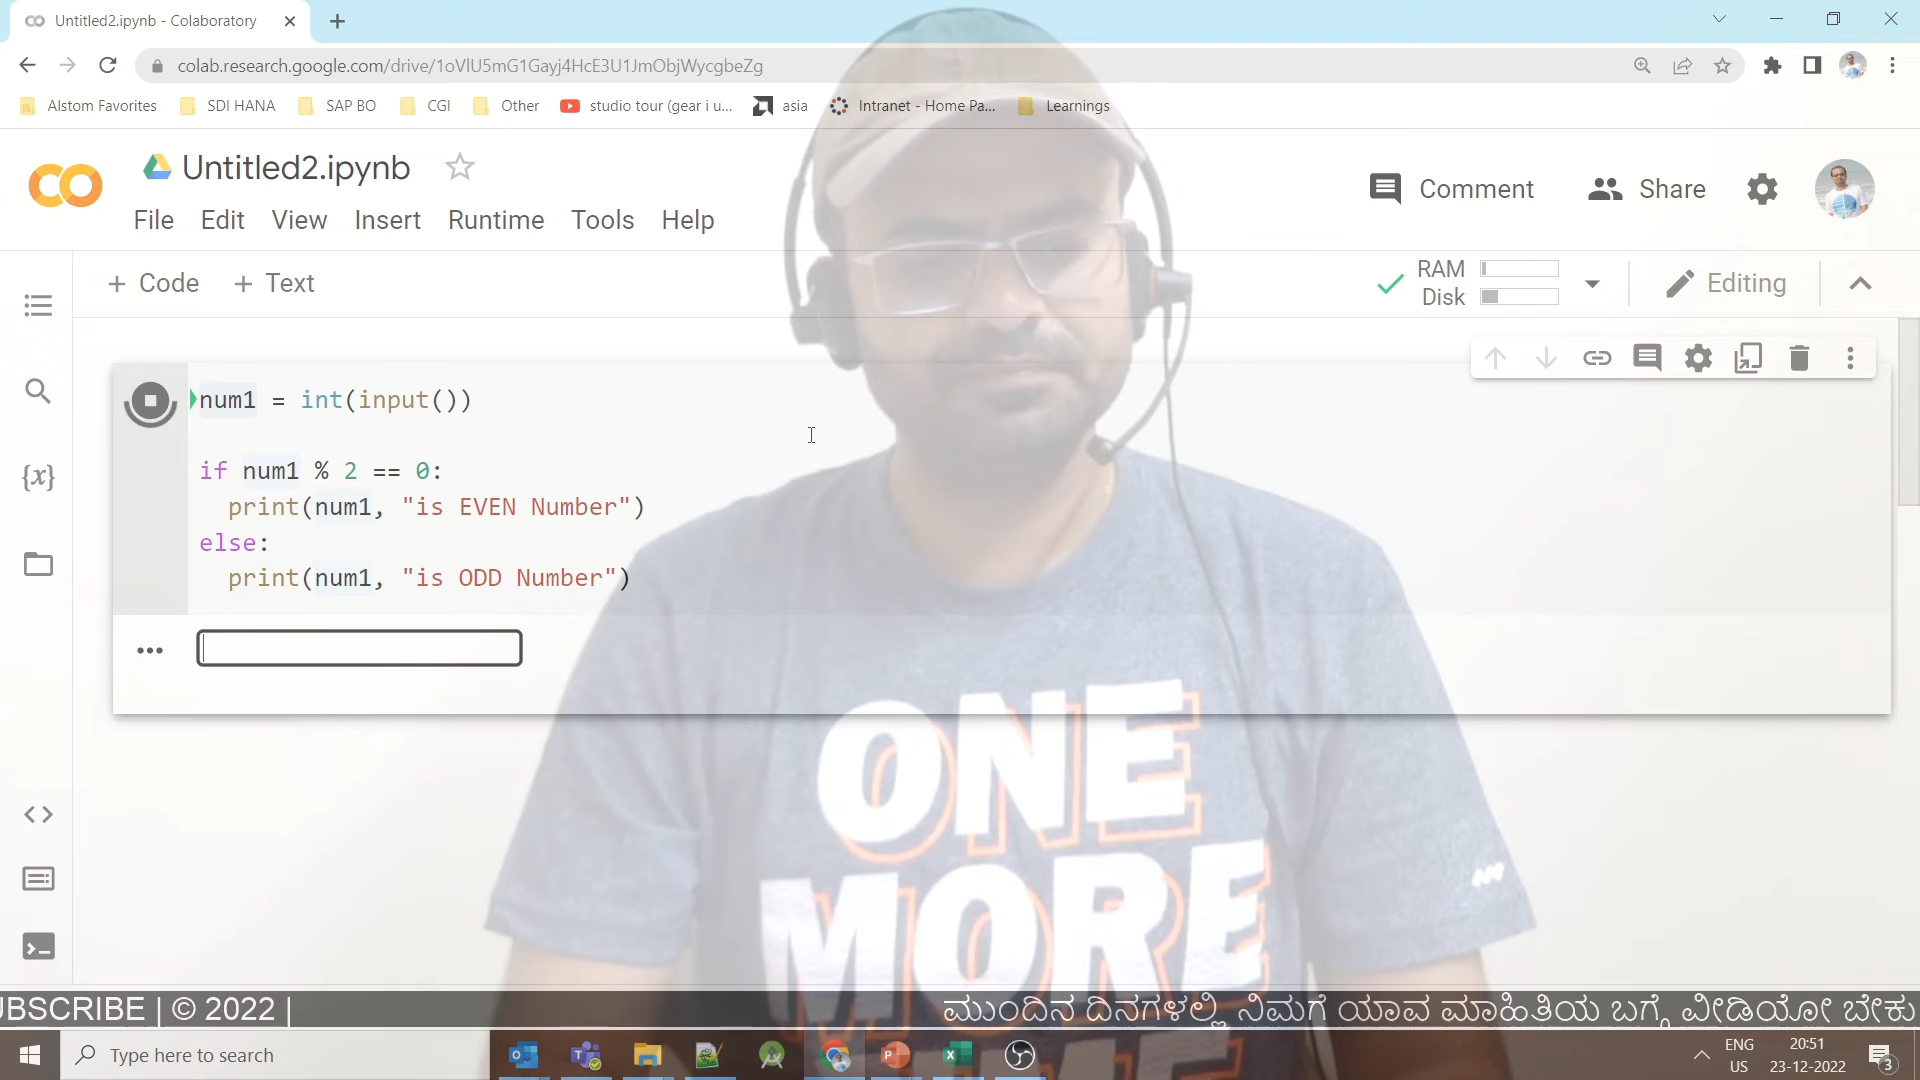 Untitled2.ipynb - Colaboratory
colab.research.google.com/drive/1oVlU5mG1Gayj4HcE3U1JmObjWycgbeZg
Alstom Favorites SDI HANA SAP BO CGI Other studio tour (gear i u... asia Intranet - Home Pa... Learnings
Untitled2.ipynb
Comment Share
File Edit View Insert Runtime Tools Help
+ Code + Text
RAM
Disk
Editing
num1 = int(input())
if num1 % 2 == 0:
print(num1, "is EVEN Number")
else:
print(num1, "is ODD Number")
ONE
MORE
UBSCRIBE | © 2022 | ಮುಂದಿನ ದಿನಗಳಲ್ಲಿ ನಿಮಗೆ ಯಾವ ಮಾಹಿತಿಯ ಬಗ್ಗೆ ವೀಡಿಯೋ ಬೇಕು
Type here to search
ENG
US
20:51
23-12-2022
3